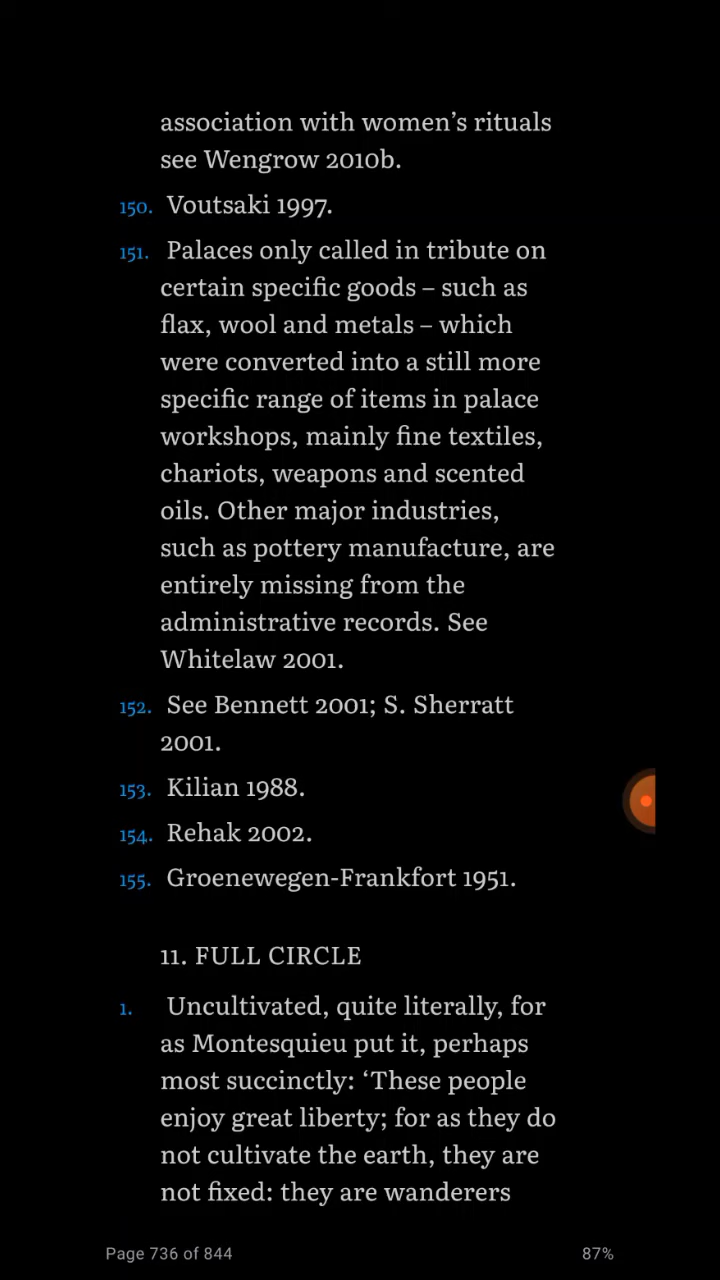 association with women’s rituals
see Wengrow 2010b.
150. Voutsaki 1997.
151. Palaces only called in tribute on
certain specific goods – such as
flax, wool and metals – which
were converted into a still more
specific range of items in palace
workshops, mainly fine textiles,
chariots, weapons and scented
oils. Other major industries,
such as pottery manufacture, are
entirely missing from the
administrative records. See
Whitelaw 2001.
152. See Bennett 2001; S. Sherratt
2001.
153. Kilian 1988.
154. Rehak 2002.
155. Groenewegen-Frankfort 1951.
11. FULL CIRCLE
1. Uncultivated, quite literally, for
as Montesquieu put it, perhaps
most succinctly: ‘These people
enjoy great liberty; for as they do
not cultivate the earth, they are
not fixed: they are wanderers
Page 736 of 844 87%